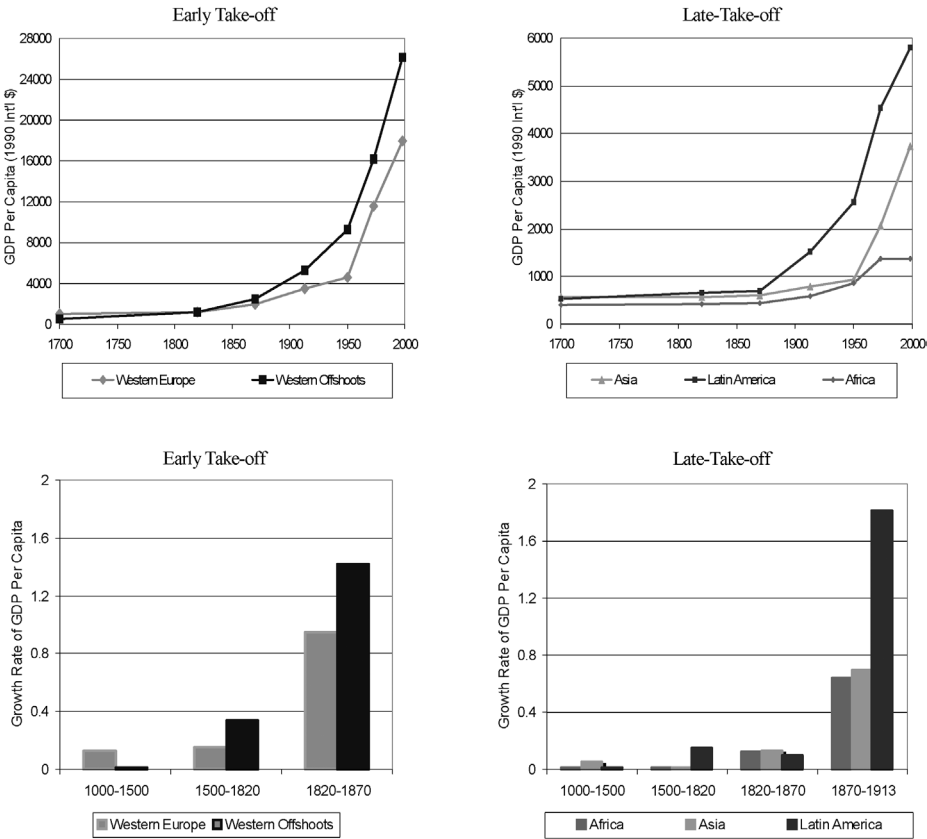 Early Take-off
GDP Per Capita (1990 Int'l $)
28000
24000
20000
16000
12000
8000
4000
0
1700 1750 1800 1850 1900 1950 2000
Western Europe Western Offshoots
Late-Take-off
GDP Per Capita (1990 Int'l $)
6000
5000
4000
3000
2000
1000
0
1700 1750 1800 1850 1900 1950 2000
Asia Latin America Africa
Early Take-off
Growth Rate of GDP Per Capita
2
1.6
1.2
0.8
0.4
0
1000-1500 1500-1820 1820-1870
Western Europe Western Offshoots
Late-Take-off
Growth Rate of GDP Per Capita
2
1.6
1.2
0.8
0.4
0
1000-1500 1500-1820 1820-1870 1870-1913
Africa Asia Latin America